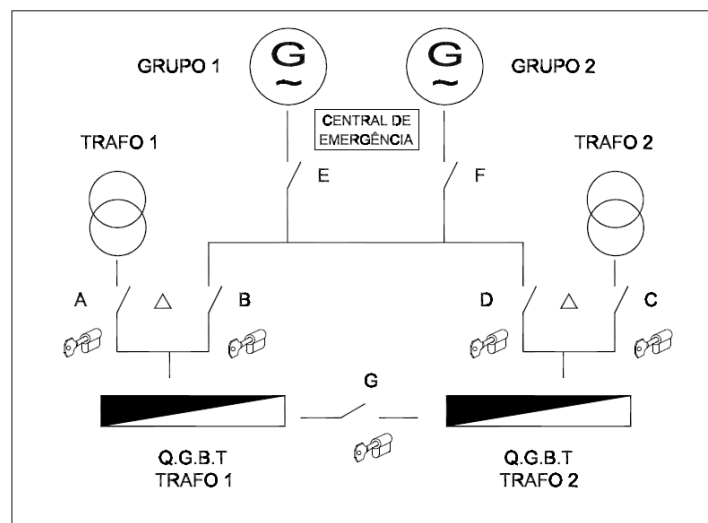 GRUPO 1
G
~
G
~
GRUPO 2
CENTRAL DE
EMERGÊNCIA
TRAFO 1
TRAFO 2
E
F
A
B
D
C
G
Q.G.B.T
TRAFO 1
Q.G.B.T
TRAFO 2